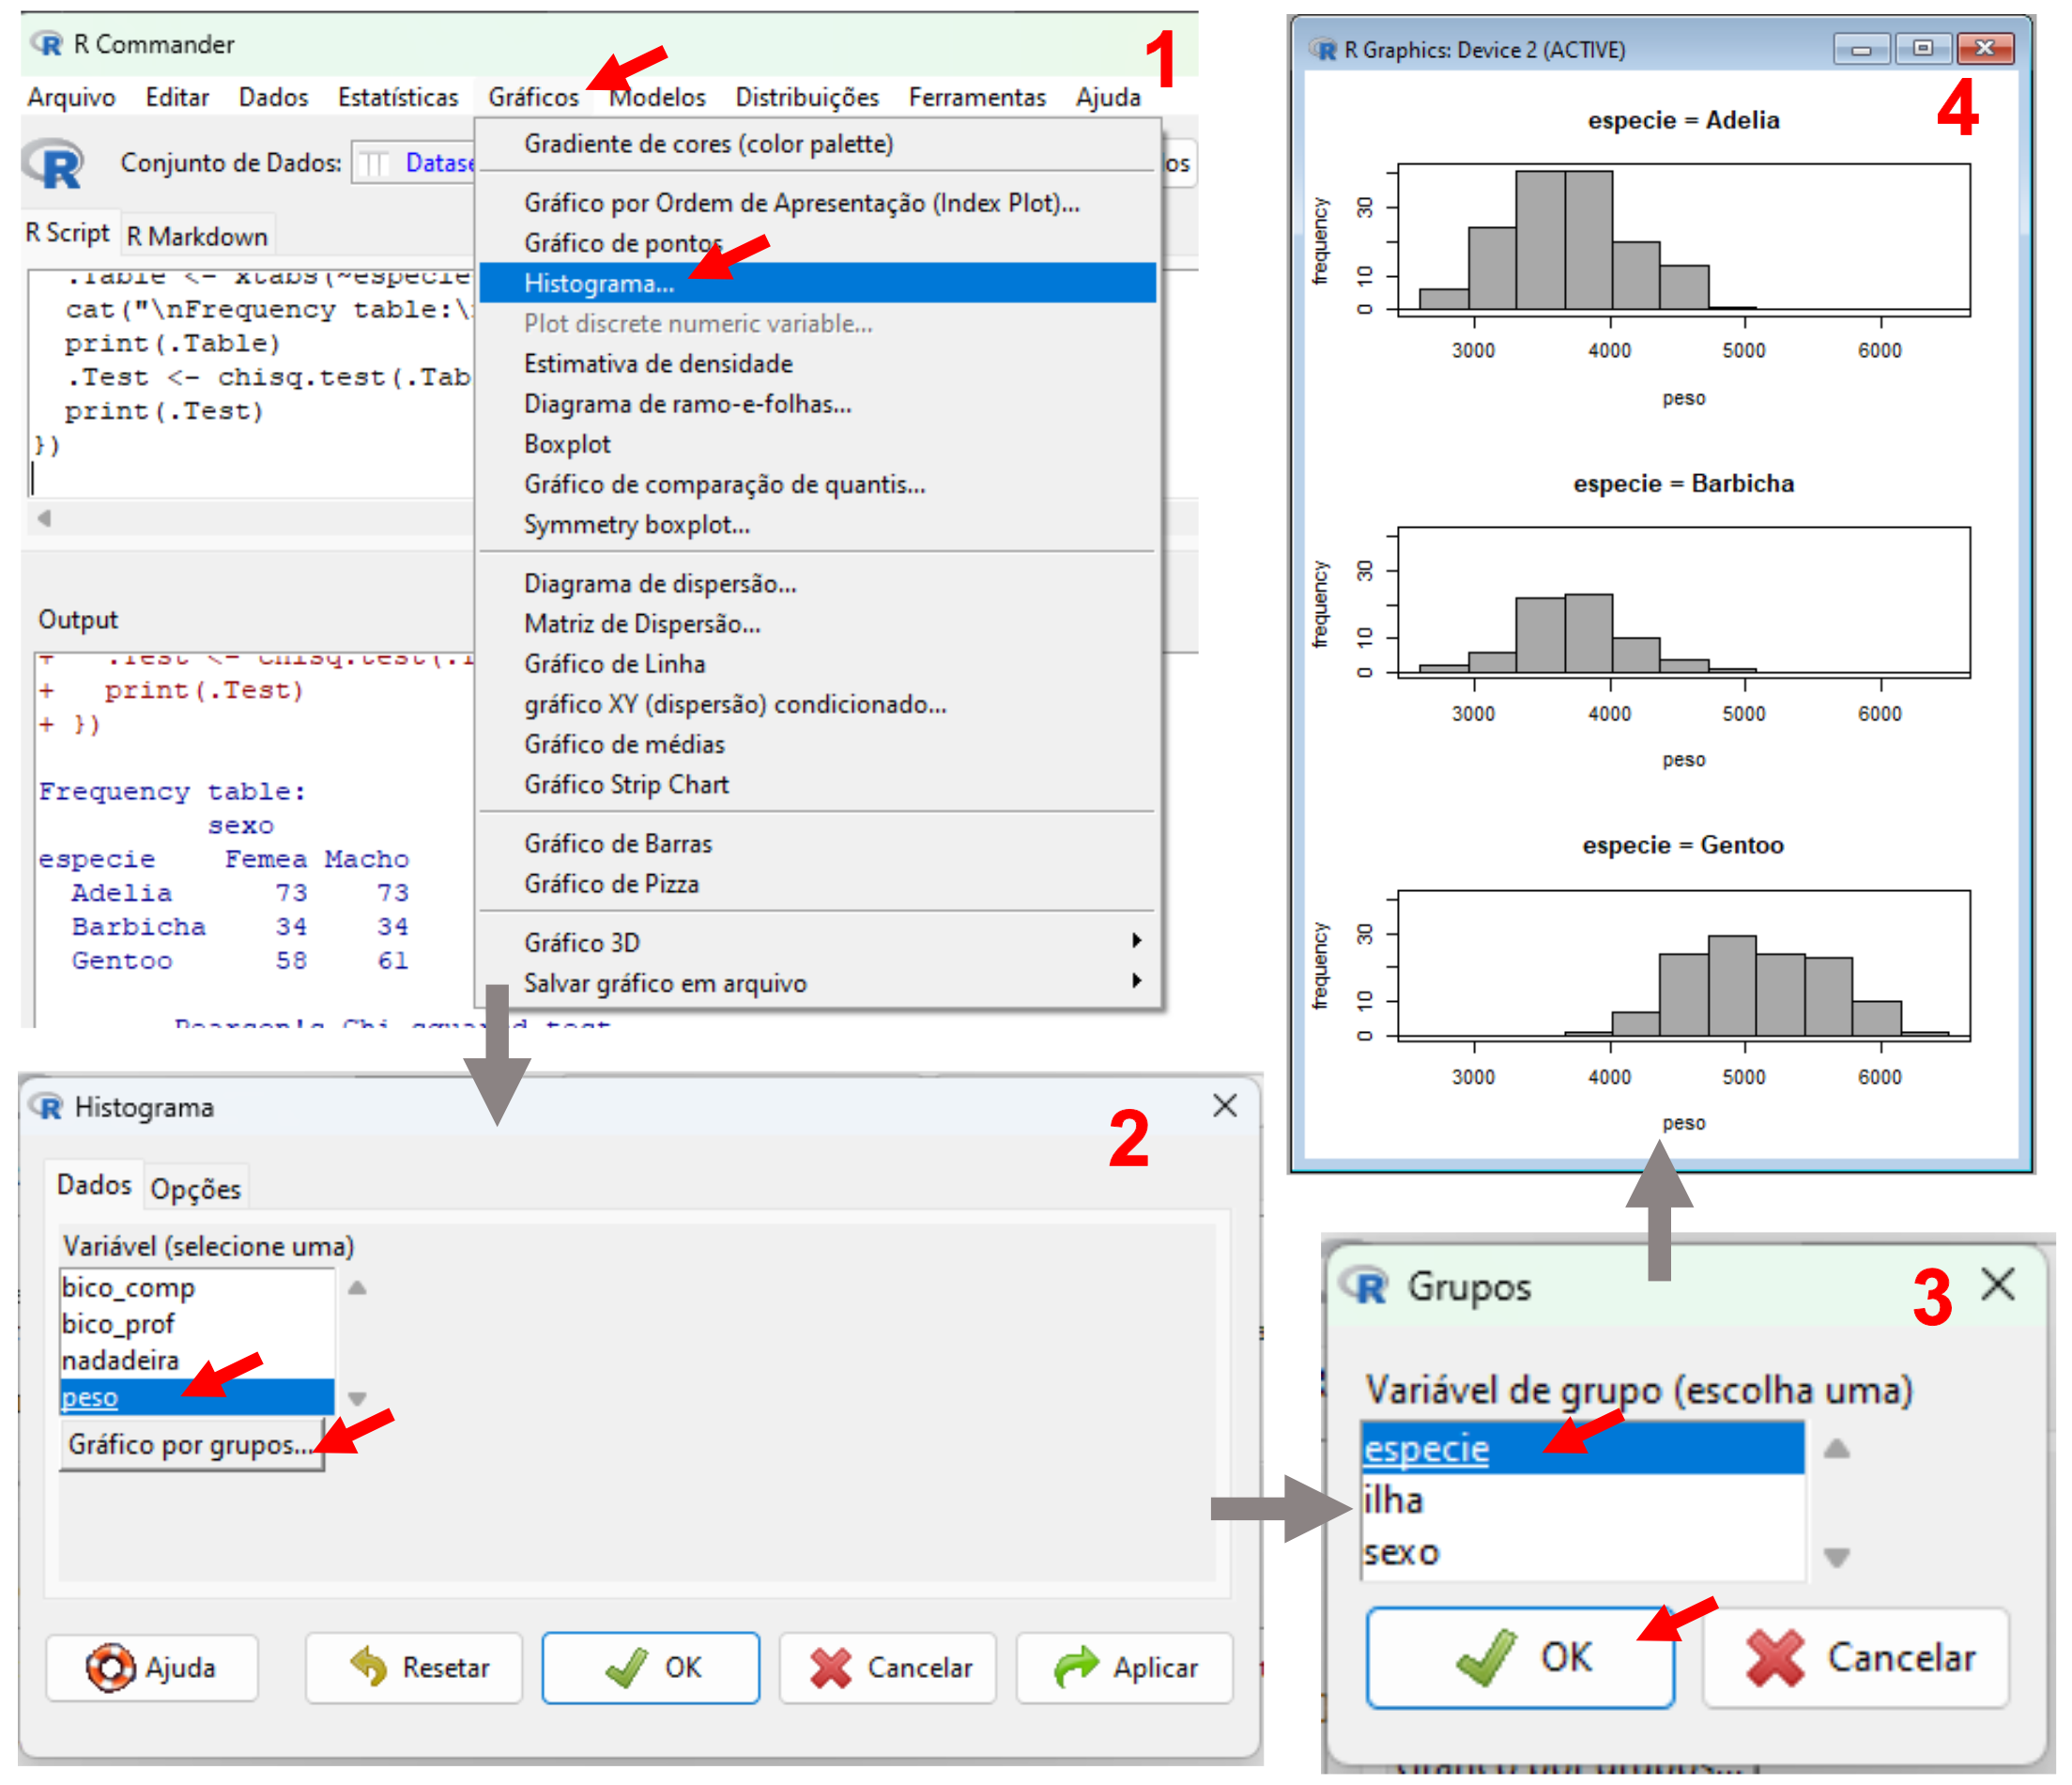 R Commander
1
Arquivo Editar Dados Estatísticas Gráficos Modelos Distribuições Ferramentas Ajuda
Conjunto de Dados: Datase
os
R Script R Markdown
.Table <- xtabs(~especie
cat("\nFrequency table:\
print(.Table)
.Test <- chisq.test(.Tab
print(.Test)
})
Output
+ .Test <- chisq.test(.T
+ print(.Test)
+ })
Frequency table:
sexo
especie Femea Macho
Adelia 73 73
Barbicha 34 34
Gentoo 58 61
Pearson's Chi-squared test
Gradiente de cores (color palette)
Gráfico por Ordem de Apresentação (Index Plot)...
Gráfico de pontos
Histograma...
Plot discrete numeric variable...
Estimativa de densidade
Diagrama de ramo-e-folhas...
Boxplot
Gráfico de comparação de quantis...
Symmetry boxplot...
Diagrama de dispersão...
Matriz de Dispersão...
Gráfico de Linha
gráfico XY (dispersão) condicionado...
Gráfico de médias
Gráfico Strip Chart
Gráfico de Barras
Gráfico de Pizza
Gráfico 3D
Salvar gráfico em arquivo
Histograma
2
Dados Opções
Variável (selecione uma)
bico_comp
bico_prof
nadadeira
peso
Gráfico por grupos...
Ajuda Resetar OK Cancelar Aplicar
Grupos
3
Variável de grupo (escolha uma)
especie
ilha
sexo
OK Cancelar
Gráfico por grupos...
R Graphics: Device 2 (ACTIVE)
4
especie = Adelia
frequency
30
10
0
3000 4000 5000 6000
peso
especie = Barbicha
frequency
30
10
0
3000 4000 5000 6000
peso
especie = Gentoo
frequency
30
10
0
3000 4000 5000 6000
peso